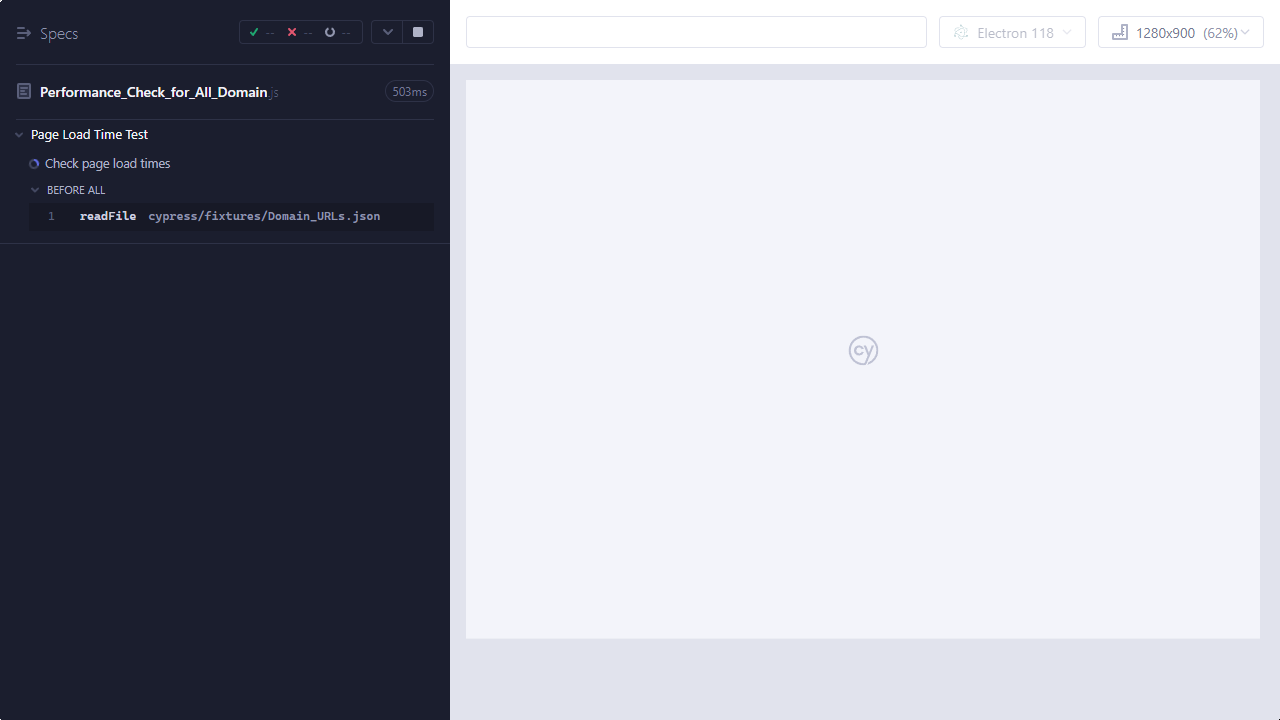 Specs
-- -- --
Electron 118
1280x900 (62%)
Performance_Check_for_All_Domain.js
503ms
Page Load Time Test
Check page load times
BEFORE ALL
1 readFile cypress/fixtures/Domain_URLs.json
cy